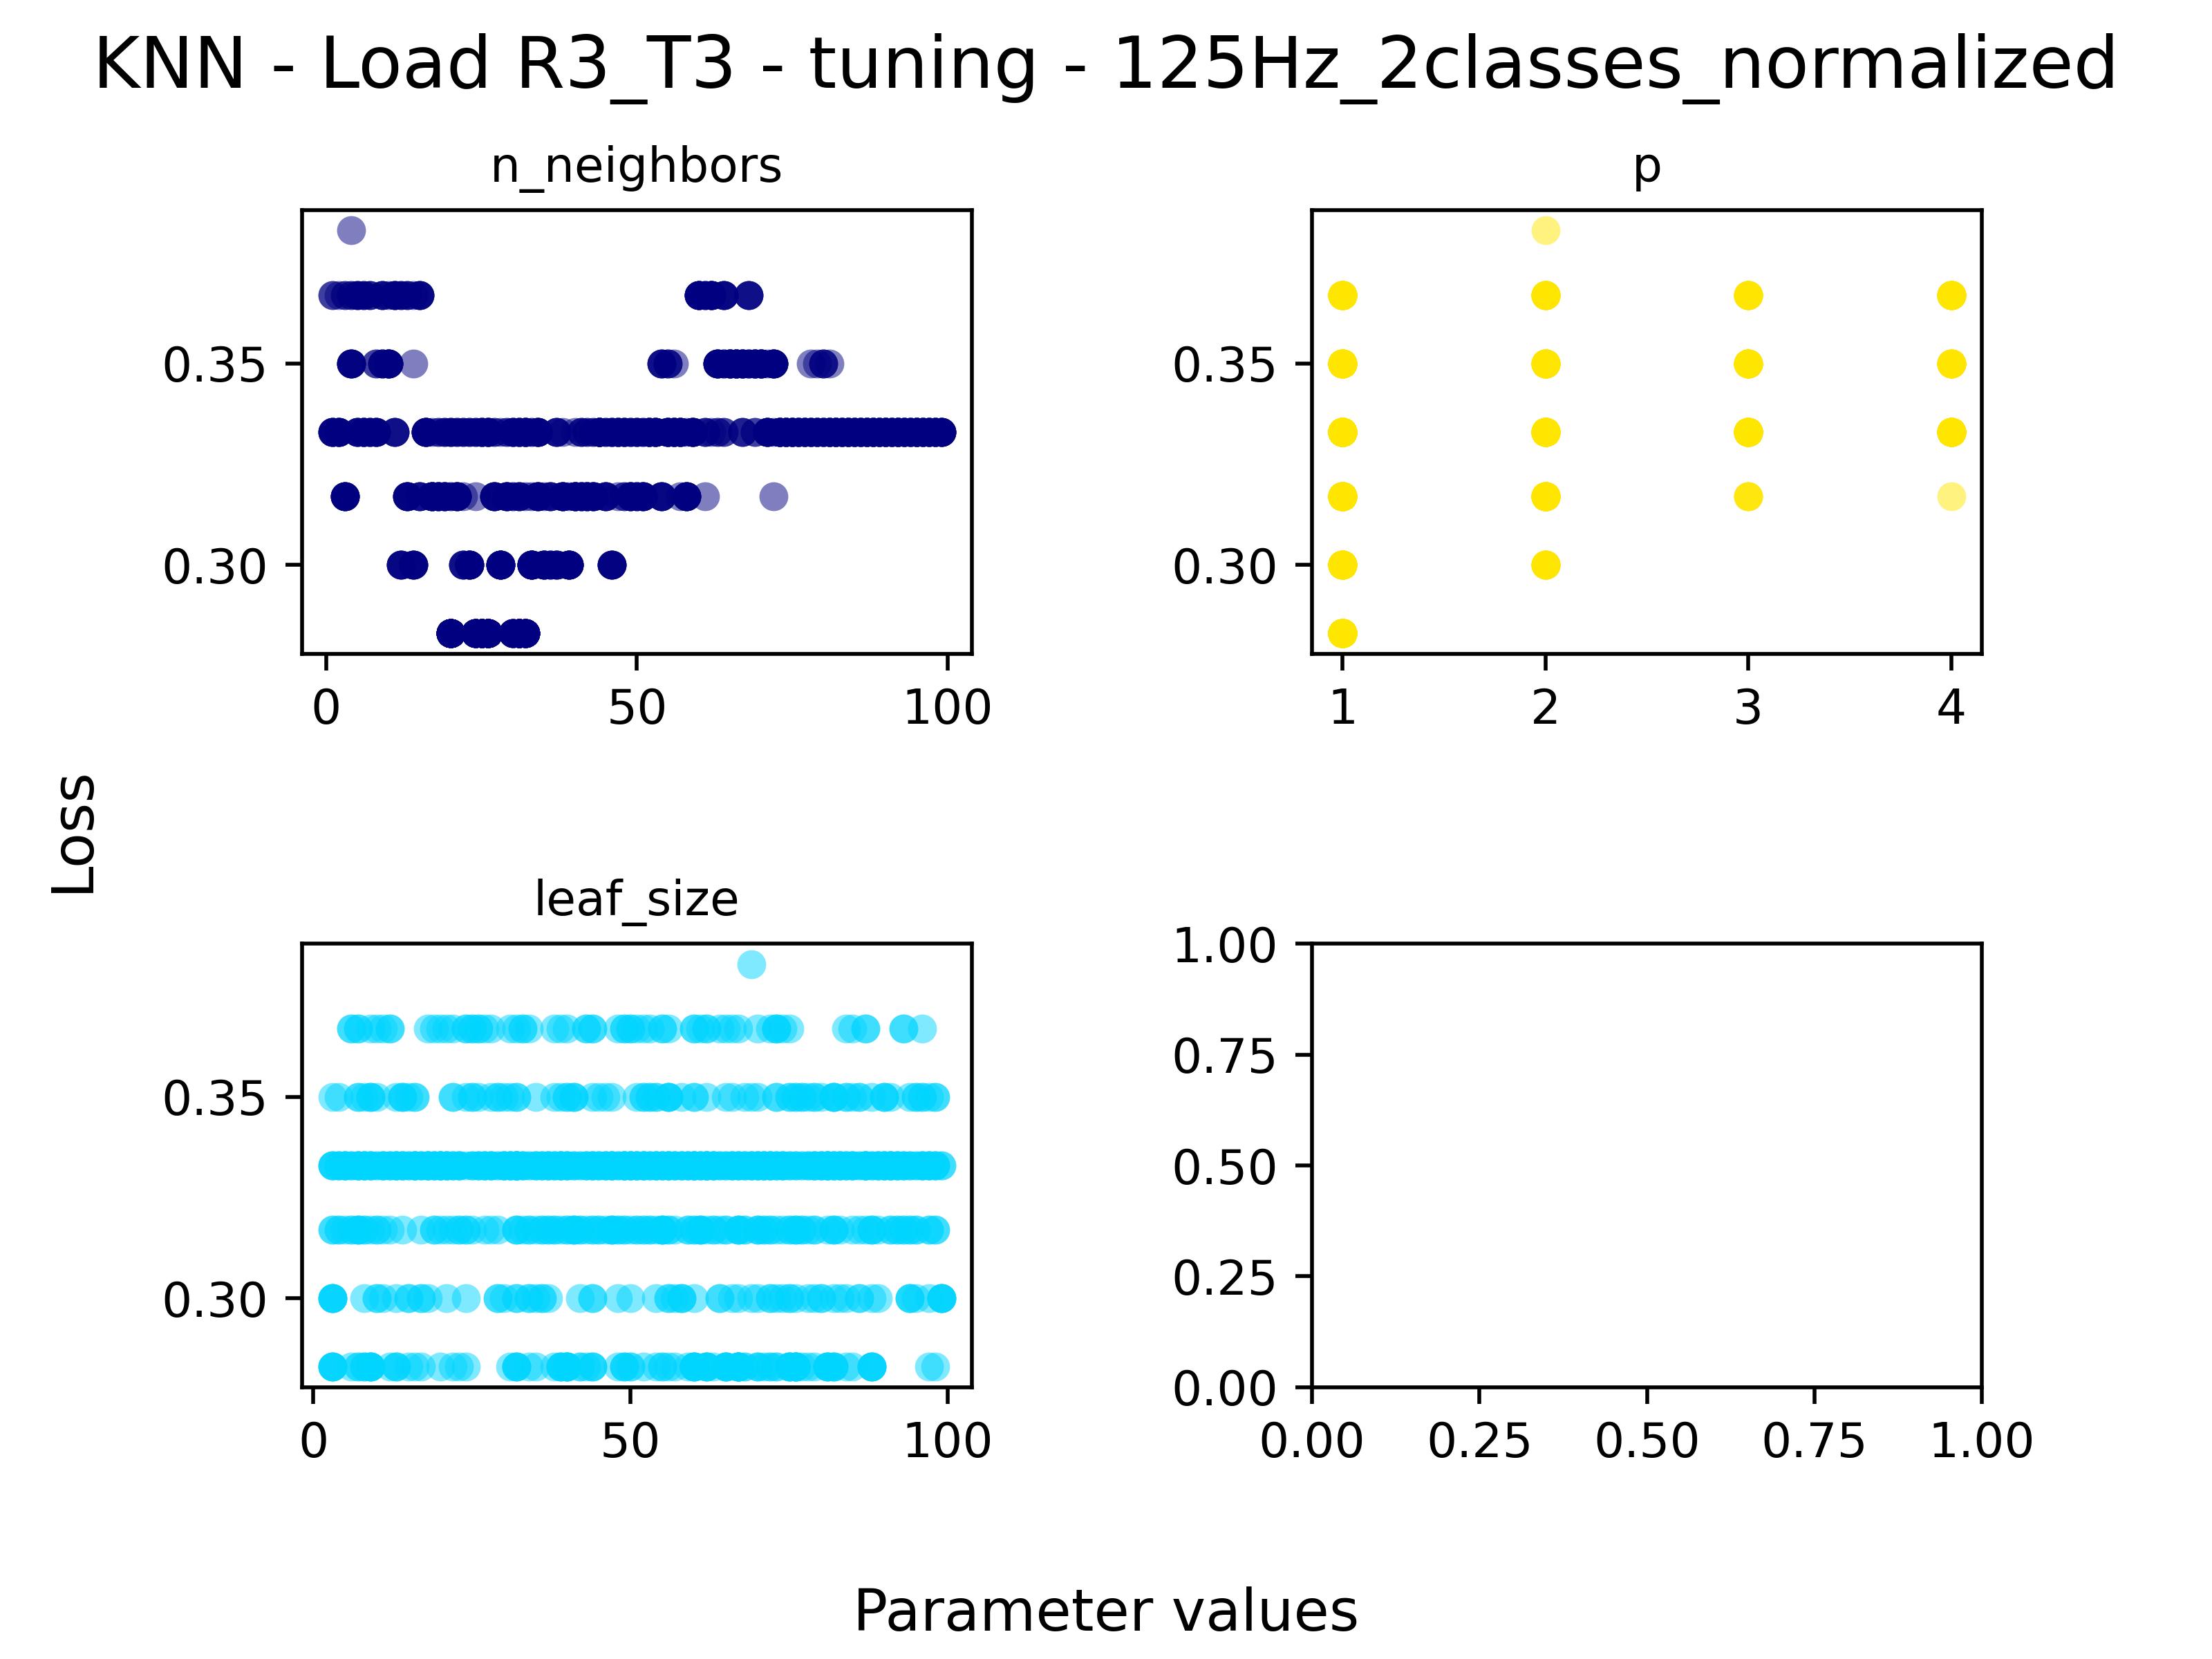 KNN - Load R3_T3 - tuning - 125Hz_2classes_normalized
n_neighbors
0.35
0.30
0 50 100
p
0.35
0.30
1 2 3 4
Loss
leaf_size
0.35
0.30
0 50 100
1.00
0.75
0.50
0.25
0.00
0.00 0.25 0.50 0.75 1.00
Parameter values